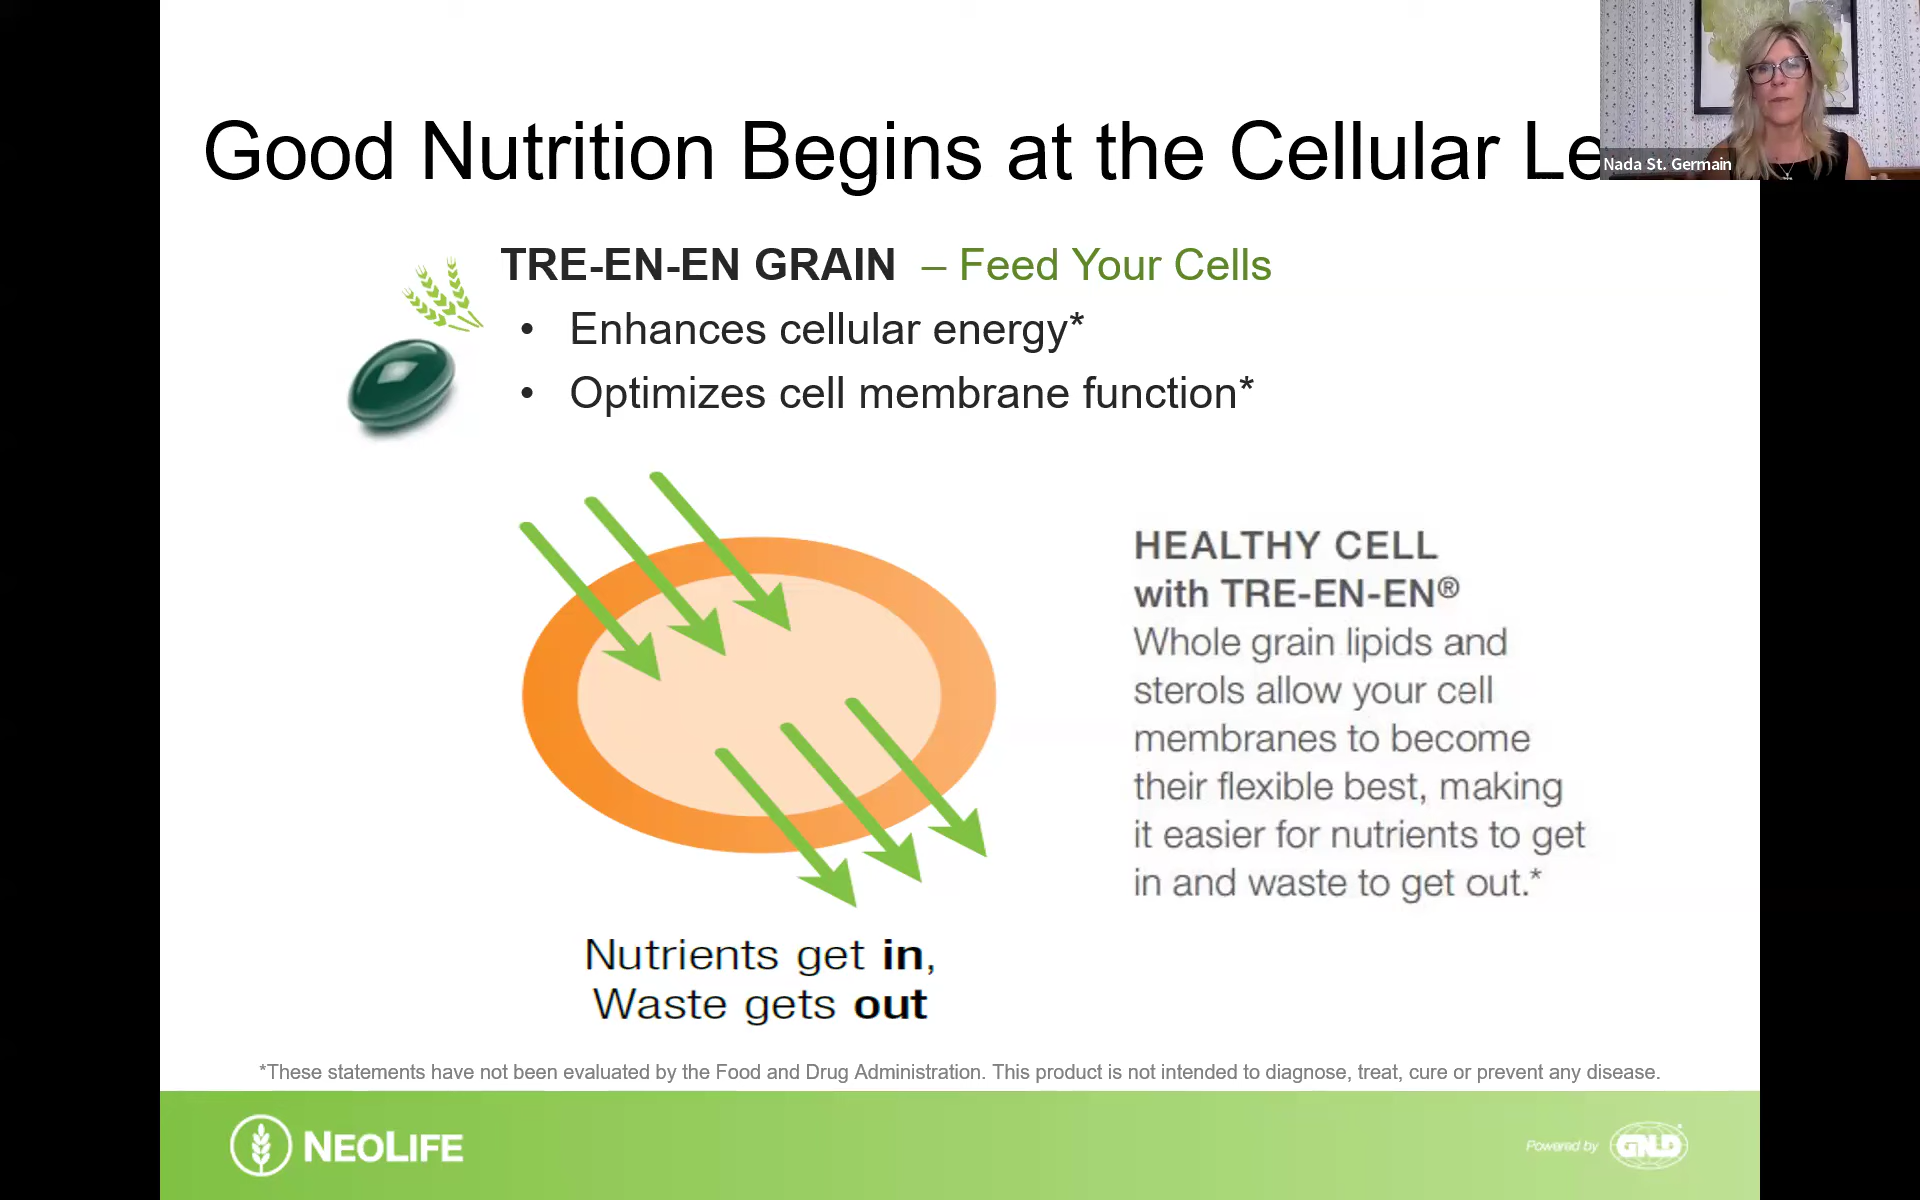 Good Nutrition Begins at the Cellular Le
Nada St. Germain
TRE-EN-EN GRAIN – Feed Your Cells
• Enhances cellular energy*
• Optimizes cell membrane function*
HEALTHY CELL
with TRE-EN-EN®
Whole grain lipids and
sterols allow your cell
membranes to become
their flexible best, making
it easier for nutrients to get
in and waste to get out.*
Nutrients get in,
Waste gets out
*These statements have not been evaluated by the Food and Drug Administration. This product is not intended to diagnose, treat, cure or prevent any disease.
NEOLIFE
Powered by GNLD